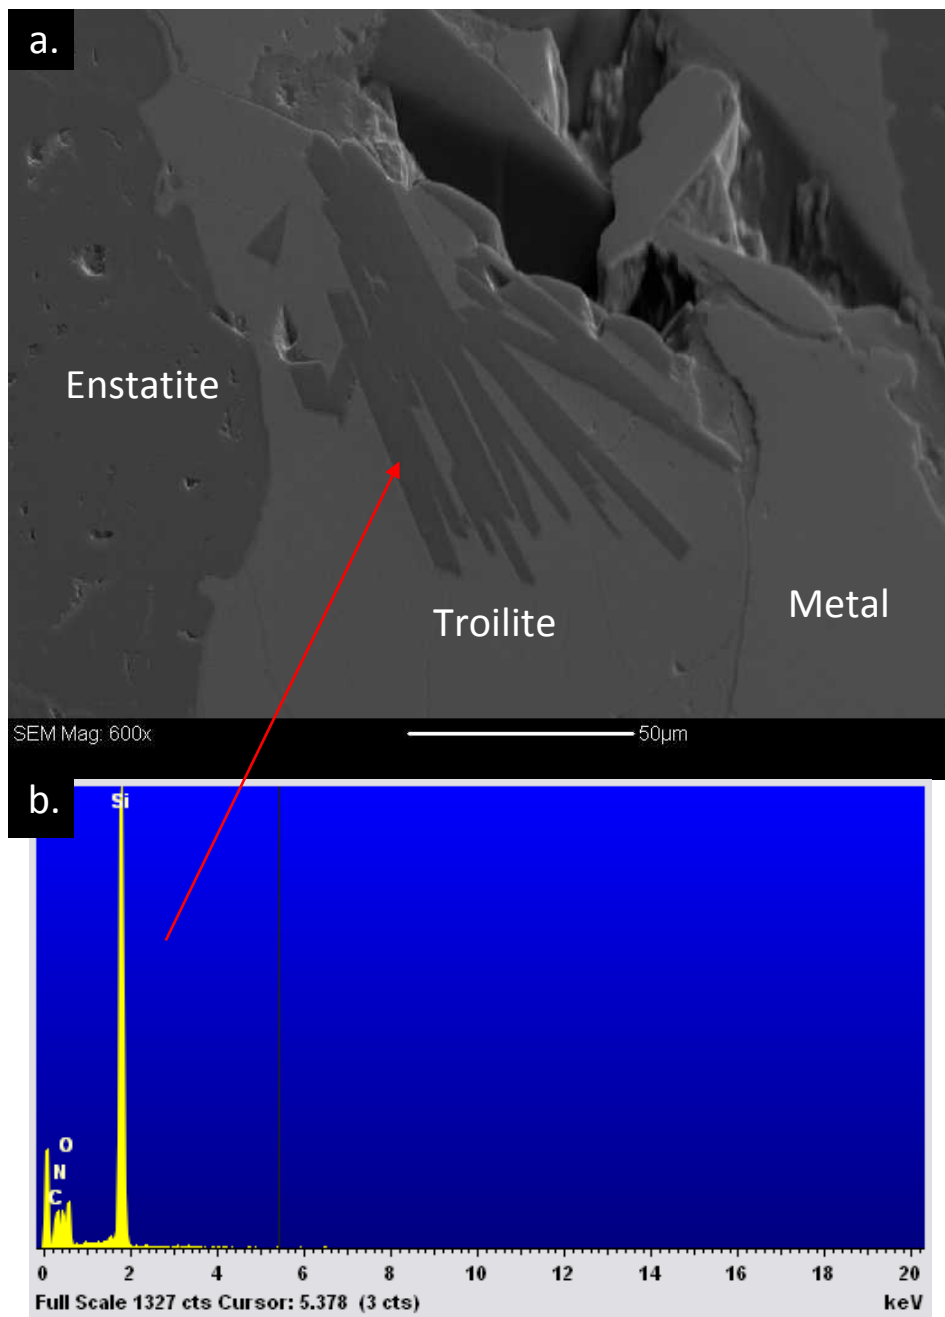 a.
Enstatite
Troilite
Metal
SEM Mag: 600x 50µm
b.
Si
O
N
C
0 2 4 6 8 10 12 14 16 18 20
Full Scale 1327 cts Cursor: 5.378 (3 cts) keV